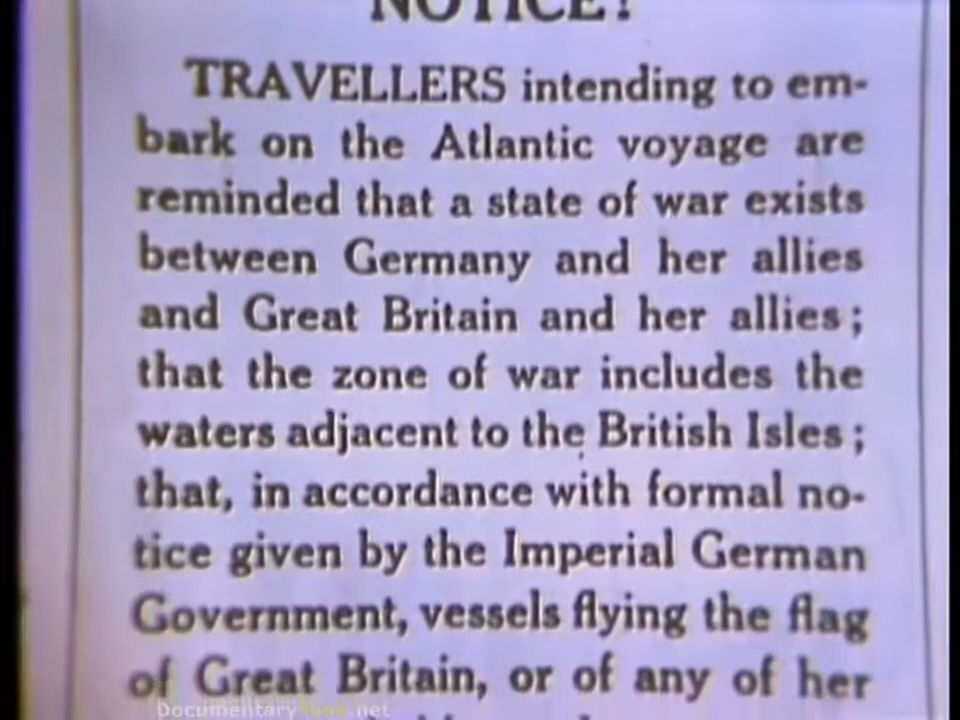 NOTICE!
TRAVELLERS intending to em-
bark on the Atlantic voyage are
reminded that a state of war exists
between Germany and her allies
and Great Britain and her allies;
that the zone of war includes the
waters adjacent to the British Isles;
that, in accordance with formal no-
tice given by the Imperial German
Government, vessels flying the flag
of Great Britain, or of any of her